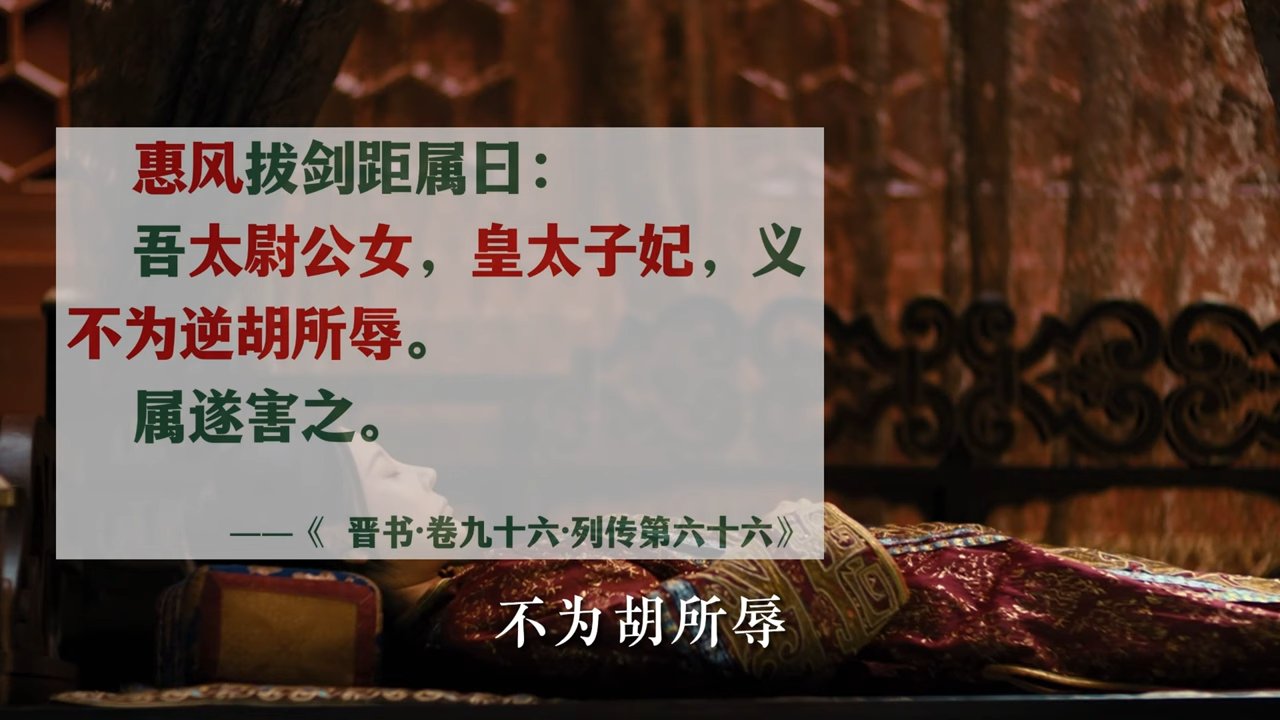 惠风拔剑距属曰：
吾太尉公女，皇太子妃，义
不为逆胡所辱。
属遂害之。
——《 晋书·卷九十六·列传第六十六》
不为胡所辱